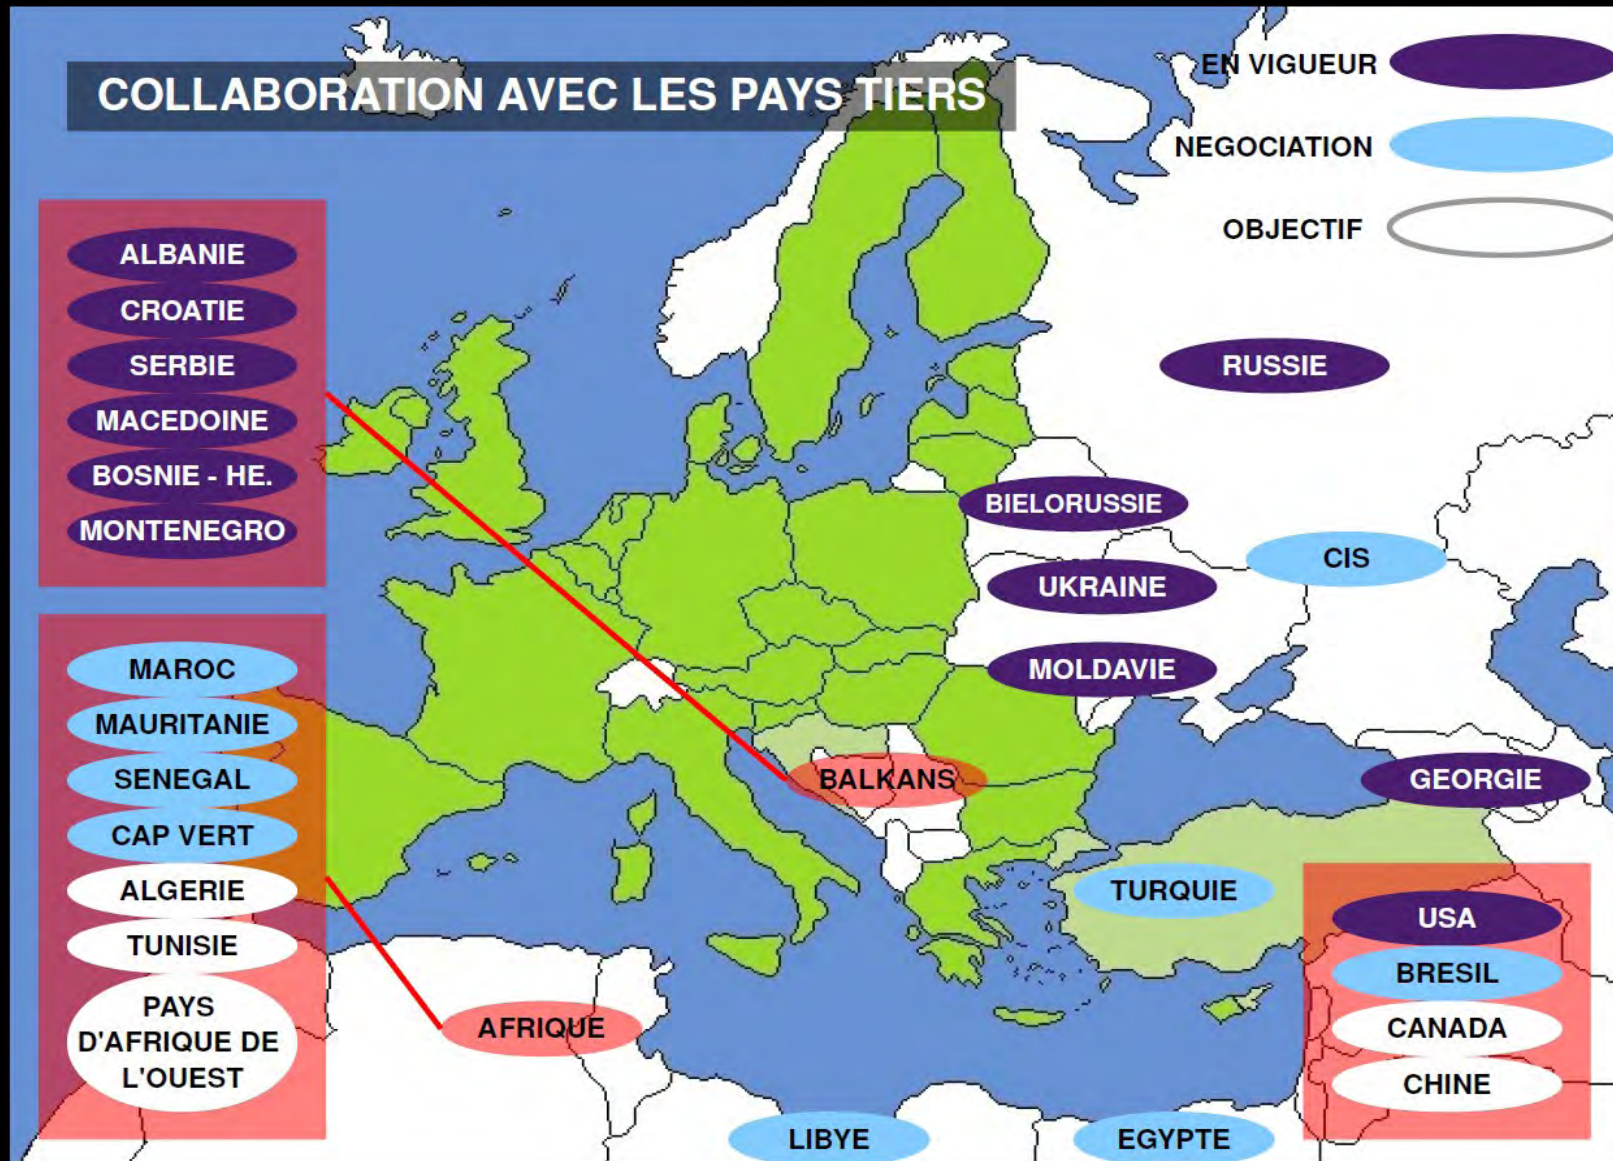 COLLABORATION AVEC LES PAYS TIERS
EN VIGUEUR
NEGOCIATION
OBJECTIF
ALBANIE
CROATIE
SERBIE
MACEDOINE
BOSNIE - HE.
MONTENEGRO
RUSSIE
BIELORUSSIE
CIS
UKRAINE
MOLDAVIE
BALKANS
GEORGIE
MAROC
MAURITANIE
SENEGAL
CAP VERT
ALGERIE
TUNISIE
PAYS
D'AFRIQUE DE
L'OUEST
AFRIQUE
TURQUIE
USA
BRESIL
CANADA
CHINE
LIBYE
EGYPTE